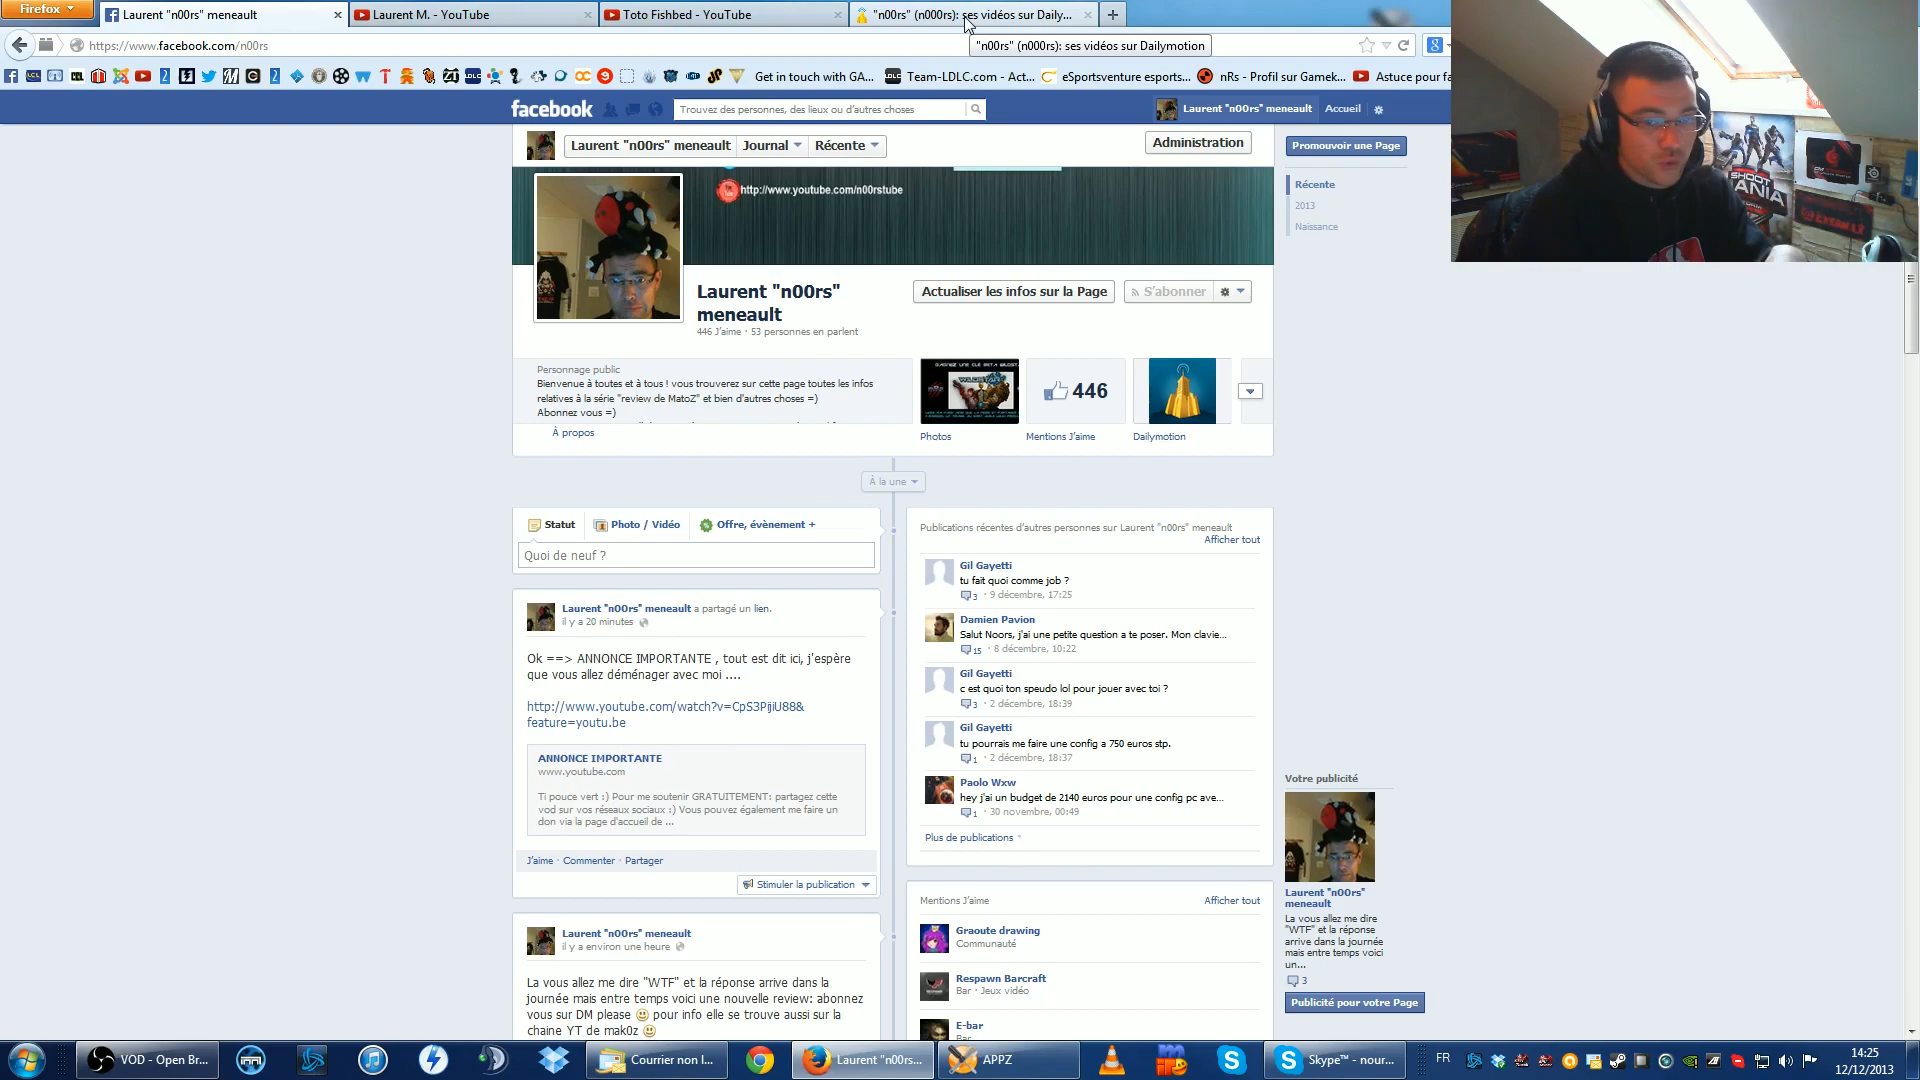 Firefox
Laurent "n00rs" meneault
Laurent M. - YouTube
Toto Fishbed - YouTube
"n00rs" (n000rs): ses vidéos sur Daily...
https://www.facebook.com/n00rs
"n00rs" (n000rs): ses vidéos sur Dailymotion
Get in touch with GA...
Team-LDLC.com - Act...
eSportsventure esports...
nRs - Profil sur Gamek...
Astuce pour fa
facebook
Trouvez des personnes, des lieux ou d'autres choses
Laurent "n00rs" meneault
Accueil
Laurent "n00rs" meneault
Journal
Récente
Administration
Promouvoir une Page
Récente
2013
Naissance
http://www.youtube.com/n00rstube
SHOOT
MANIA
Laurent "n00rs"
meneault
446 J'aime · 53 personnes en parlent
Actualiser les infos sur la Page
S'abonner
Personnage public
Bienvenue à toutes et à tous ! vous trouverez sur cette page toutes les infos
relatives à la série "review de MatoZ" et bien d'autres choses =)
Abonnez vous =)
À propos
446
Photos
Mentions J'aime
Dailymotion
À la une
Statut
Photo / Vidéo
Offre, évènement +
Quoi de neuf ?
Laurent "n00rs" meneault a partagé un lien.
il y a 20 minutes
Ok ==> ANNONCE IMPORTANTE , tout est dit ici, j'espère
que vous allez déménager avec moi ....
http://www.youtube.com/watch?v=CpS3PijiU88&
feature=youtu.be
ANNONCE IMPORTANTE
www.youtube.com
Ti pouce vert :) Pour me soutenir GRATUITEMENT: partagez cette
vod sur vos réseaux sociaux :) Vous pouvez également me faire un
don via la page d'accueil de ...
J'aime · Commenter · Partager
Stimuler la publication
Laurent "n00rs" meneault
il y a environ une heure
La vous allez me dire "WTF" et la réponse arrive dans la
journée mais entre temps voici une nouvelle review: abonnez
vous sur DM please pour info elle se trouve aussi sur la
chaine YT de mak0z
Publications récentes d'autres personnes sur Laurent "n00rs" meneault
Afficher tout
Gil Gayetti
tu fait quoi comme job ?
3 · 9 décembre, 17:25
Damien Pavion
Salut Noors, j'ai une petite question a te poser. Mon clavie...
15 · 8 décembre, 10:22
Gil Gayetti
c est quoi ton speudo lol pour jouer avec toi ?
3 · 2 décembre, 18:39
Gil Gayetti
tu pourrais me faire une config a 750 euros stp.
1 · 2 décembre, 18:37
Paolo Wxw
hey j'ai un budget de 2140 euros pour une config pc ave...
1 · 30 novembre, 00:49
Plus de publications
Mentions J'aime
Afficher tout
Graoute drawing
Communauté
Respawn Barcraft
Bar · Jeux vidéo
E-bar
Bar
Votre publicité
Laurent "n00rs"
meneault
La vous allez me dire
"WTF" et la réponse
arrive dans la journée
mais entre temps voici
un...
3
Publicité pour votre Page
VOD - Open Br...
Courrier non l...
Laurent "n00rs...
APPZ
Skype™ - nour...
FR
14:25
12/12/2013